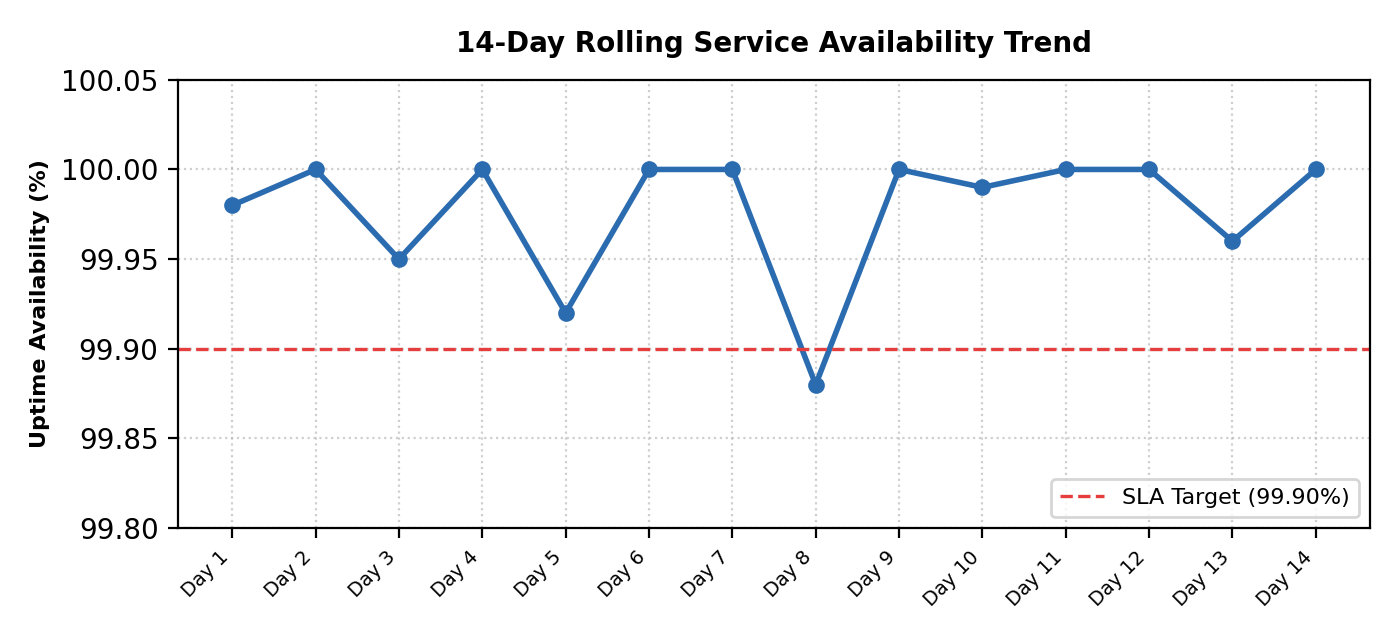 14-Day Rolling Service Availability Trend
Uptime Availability (%)
100.05
100.00
99.95
99.90
99.85
99.80
SLA Target (99.90%)
Day 1
Day 2
Day 3
Day 4
Day 5
Day 6
Day 7
Day 8
Day 9
Day 10
Day 11
Day 12
Day 13
Day 14